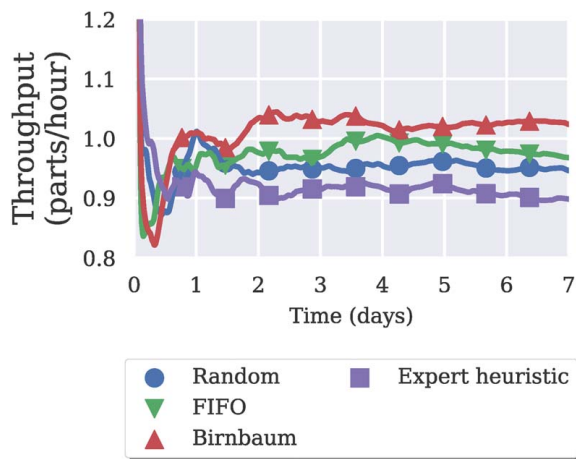 1.2
1.1
1.0
0.9
0.8
Throughput
(parts/hour)
0 1 2 3 4 5 6 7
Time (days)
Random
Expert heuristic
FIFO
Birnbaum